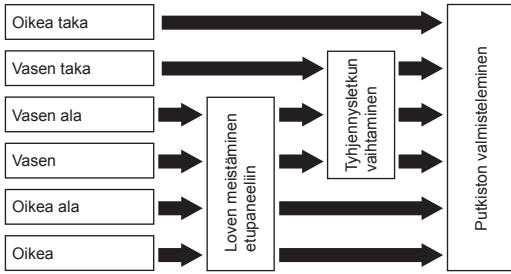 Oikea taka
Vasen taka
Vasen ala
Vasen
Oikea ala
Oikea
Loven meistäminen
etupaneeliin
Tyhjennysletkun
vaihtaminen
Putkiston valmisteleminen